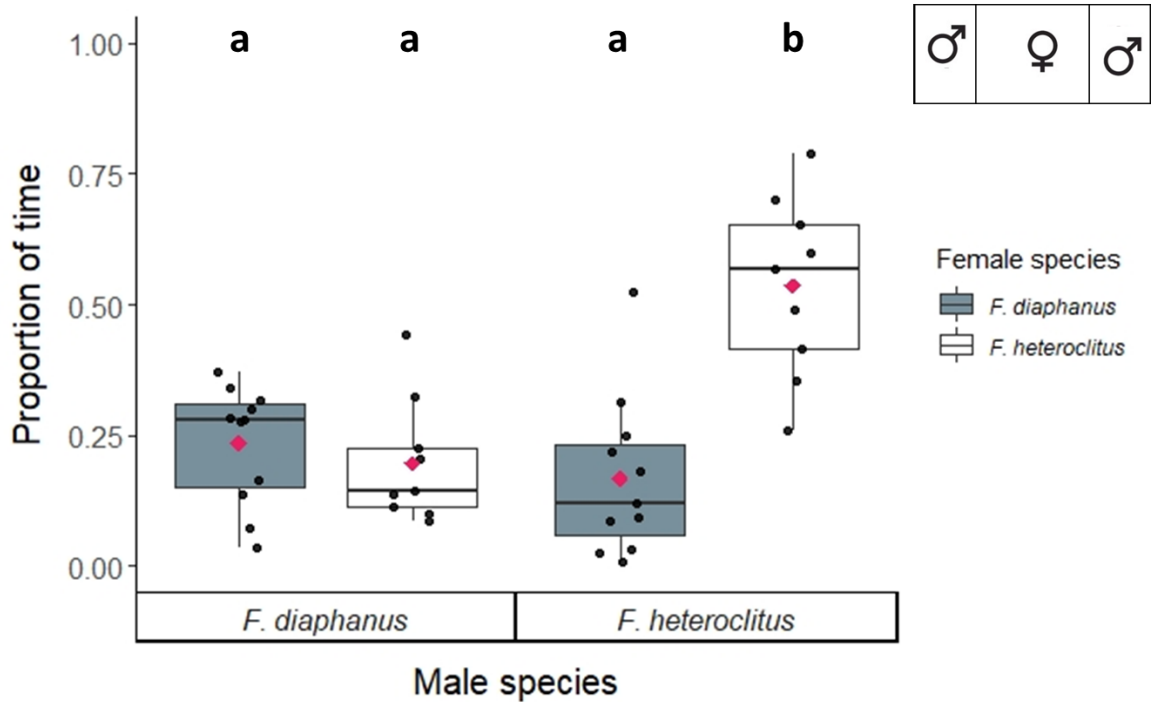 a a a b
♂ ♀ ♂
1.00
0.75
0.50
0.25
0.00
Proportion of time
F. diaphanus F. heteroclitus
Male species
Female species
F. diaphanus
F. heteroclitus